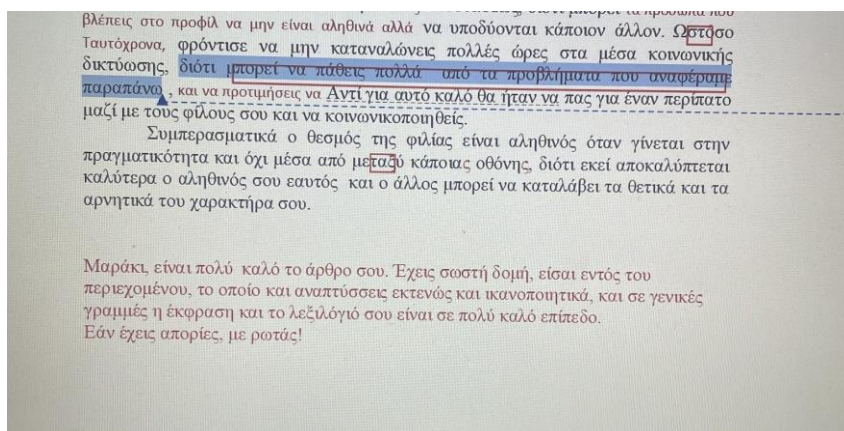 βλέπεις στο προφίλ να μην είναι αληθινά αλλά να υποδύονται κάποιον άλλον. Ωστόσο
Ταυτόχρονα, φρόντισε να μην καταναλώνεις πολλές ώρες στα μέσα κοινωνικής
δικτύωσης, διότι μπορεί να πάθεις πολλά από τα προβλήματα που αναφέραμε
παραπάνω , και να προτιμήσεις να Αντί για αυτό καλό θα ήταν να πας για έναν περίπατο
μαζί με τους φίλους σου και να κοινωνικοποιηθείς.
Συμπερασματικά ο θεσμός της φιλίας είναι αληθινός όταν γίνεται στην
πραγματικότητα και όχι μέσα από μεταξύ κάποιας οθόνης, διότι εκεί αποκαλύπτεται
καλύτερα ο αληθινός σου εαυτός και ο άλλος μπορεί να καταλάβει τα θετικά και τα
αρνητικά του χαρακτήρα σου.
Μαράκι, είναι πολύ καλό το άρθρο σου. Έχεις σωστή δομή, είσαι εντός του
περιεχομένου, το οποίο και αναπτύσσεις εκτενώς και ικανοποιητικά, και σε γενικές
γραμμές η έκφραση και το λεξιλόγιό σου είναι σε πολύ καλό επίπεδο.
Εάν έχεις απορίες, με ρωτάς!